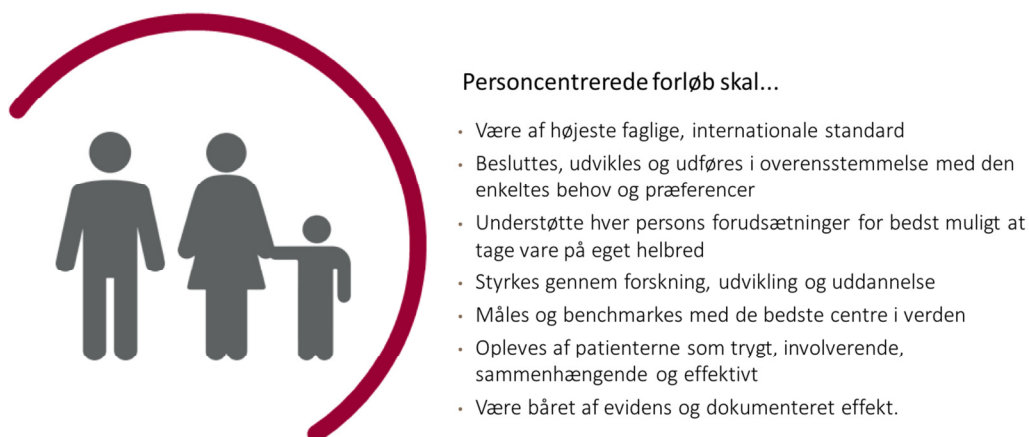 Personcentrerede forløb skal...
• Være af højeste faglige, internationale standard
• Besluttes, udvikles og udføres i overensstemmelse med den
enkeltes behov og præferencer
• Understøtte hver persons forudsætninger for bedst muligt at
tage vare på eget helbred
• Styrkes gennem forskning, udvikling og uddannelse
• Måles og benchmarkes med de bedste centre i verden
• Opleves af patienterne som trygt, involverende,
sammenhængende og effektivt
• Være båret af evidens og dokumenteret effekt.